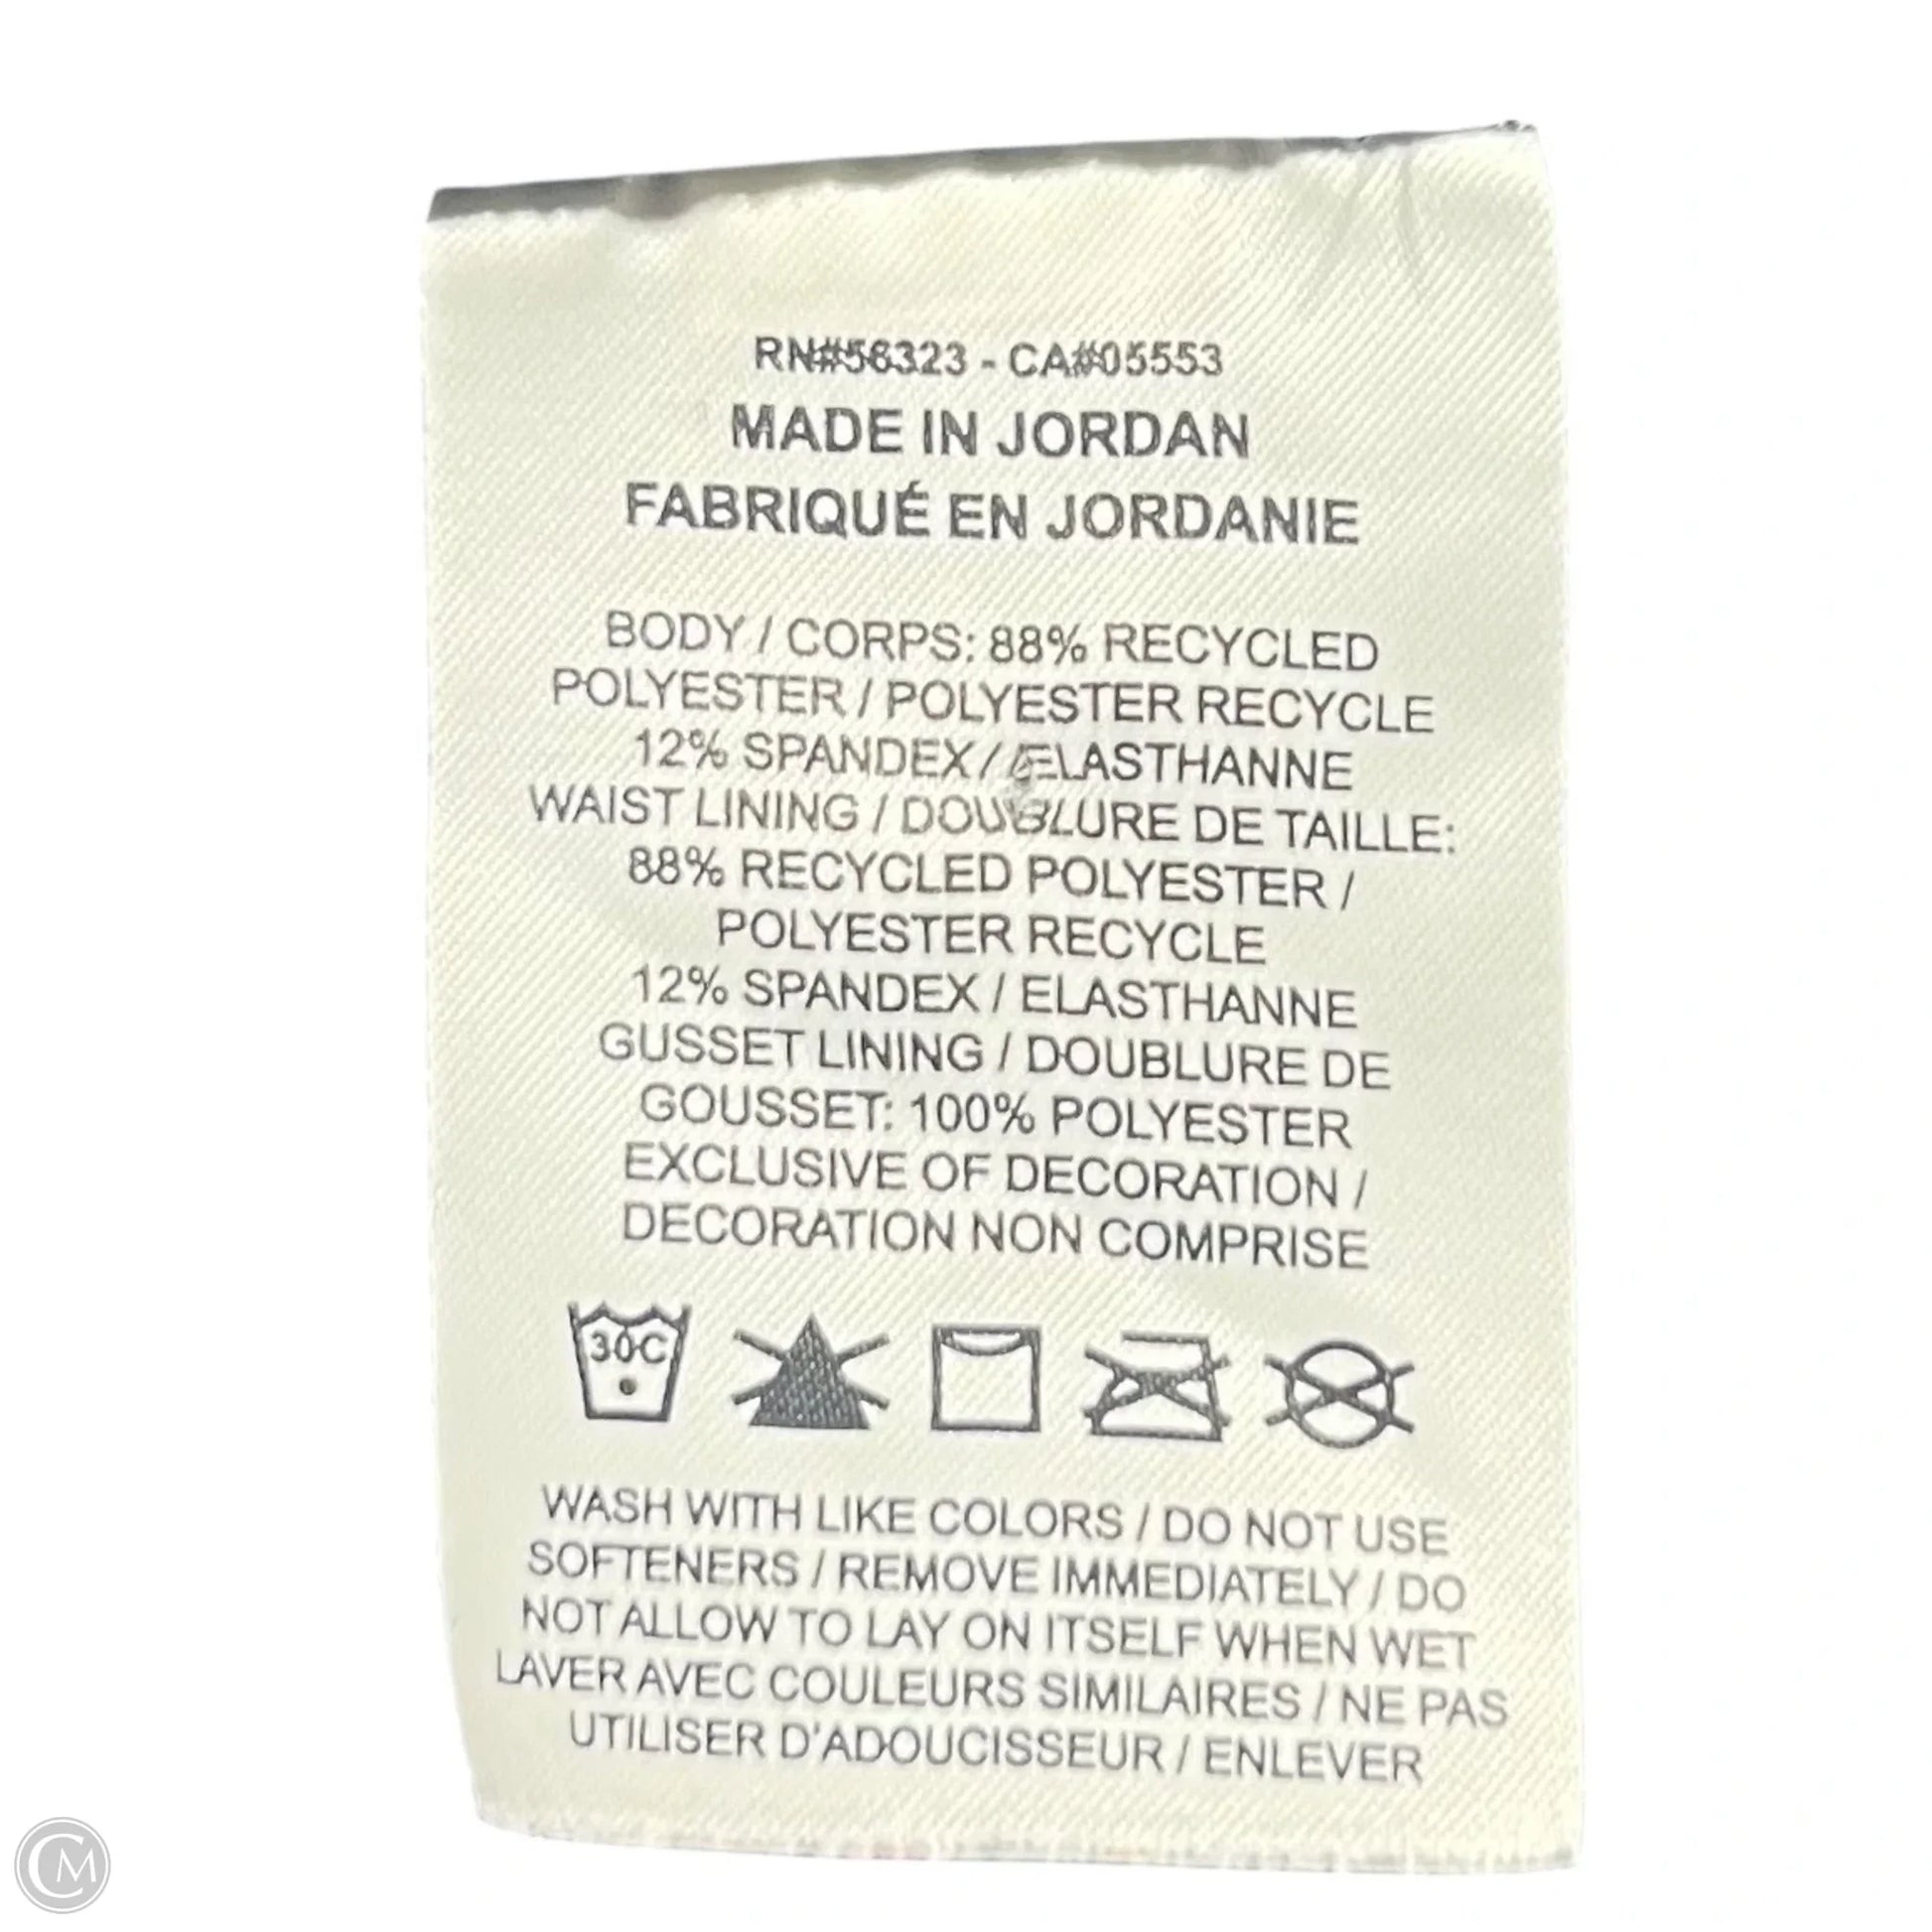 RN#56323 - CA#05553
MADE IN JORDAN
FABRIQUÉ EN JORDANIE
BODY / CORPS: 88% RECYCLED
POLYESTER / POLYESTER RECYCLE
12% SPANDEX / ELASTHANNE
WAIST LINING / DOUBLURE DE TAILLE:
88% RECYCLED POLYESTER /
POLYESTER RECYCLE
12% SPANDEX / ELASTHANNE
GUSSET LINING / DOUBLURE DE
GOUSSET: 100% POLYESTER
EXCLUSIVE OF DECORATION /
DECORATION NON COMPRISE
30C
WASH WITH LIKE COLORS / DO NOT USE
SOFTENERS / REMOVE IMMEDIATELY / DO
NOT ALLOW TO LAY ON ITSELF WHEN WET
LAVER AVEC COULEURS SIMILAIRES / NE PAS
UTILISER D'ADOUCISSEUR / ENLEVER
CM